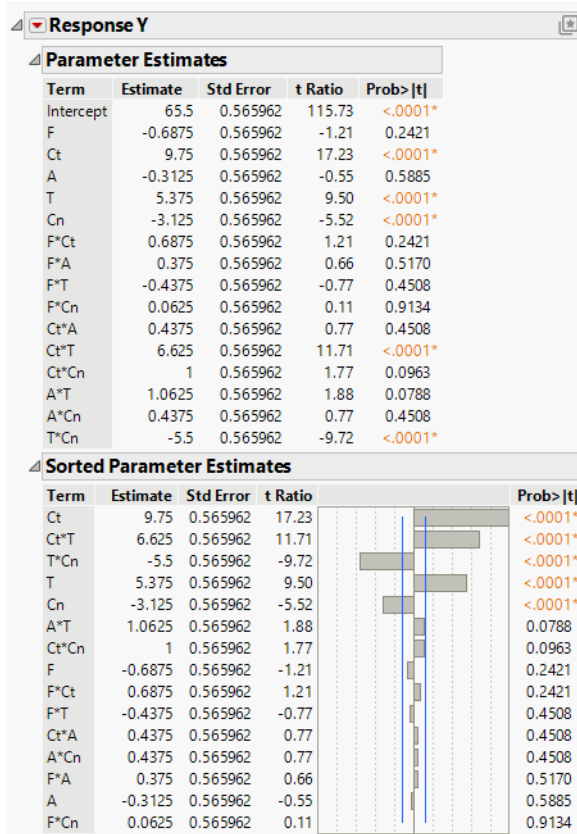 Response Y
Parameter Estimates
Term Estimate Std Error t Ratio Prob>|t|
Intercept 65.5 0.565962 115.73 <.0001*
F -0.6875 0.565962 -1.21 0.2421
Ct 9.75 0.565962 17.23 <.0001*
A -0.3125 0.565962 -0.55 0.5885
T 5.375 0.565962 9.50 <.0001*
Cn -3.125 0.565962 -5.52 <.0001*
F*Ct 0.6875 0.565962 1.21 0.2421
F*A 0.375 0.565962 0.66 0.5170
F*T -0.4375 0.565962 -0.77 0.4508
F*Cn 0.0625 0.565962 0.11 0.9134
Ct*A 0.4375 0.565962 0.77 0.4508
Ct*T 6.625 0.565962 11.71 <.0001*
Ct*Cn 1 0.565962 1.77 0.0963
A*T 1.0625 0.565962 1.88 0.0788
A*Cn 0.4375 0.565962 0.77 0.4508
T*Cn -5.5 0.565962 -9.72 <.0001*
Sorted Parameter Estimates
Term Estimate Std Error t Ratio Prob>|t|
Ct 9.75 0.565962 17.23 <.0001*
Ct*T 6.625 0.565962 11.71 <.0001*
T*Cn -5.5 0.565962 -9.72 <.0001*
T 5.375 0.565962 9.50 <.0001*
Cn -3.125 0.565962 -5.52 <.0001*
A*T 1.0625 0.565962 1.88 0.0788
Ct*Cn 1 0.565962 1.77 0.0963
F -0.6875 0.565962 -1.21 0.2421
F*Ct 0.6875 0.565962 1.21 0.2421
F*T -0.4375 0.565962 -0.77 0.4508
Ct*A 0.4375 0.565962 0.77 0.4508
A*Cn 0.4375 0.565962 0.77 0.4508
F*A 0.375 0.565962 0.66 0.5170
A -0.3125 0.565962 -0.55 0.5885
F*Cn 0.0625 0.565962 0.11 0.9134